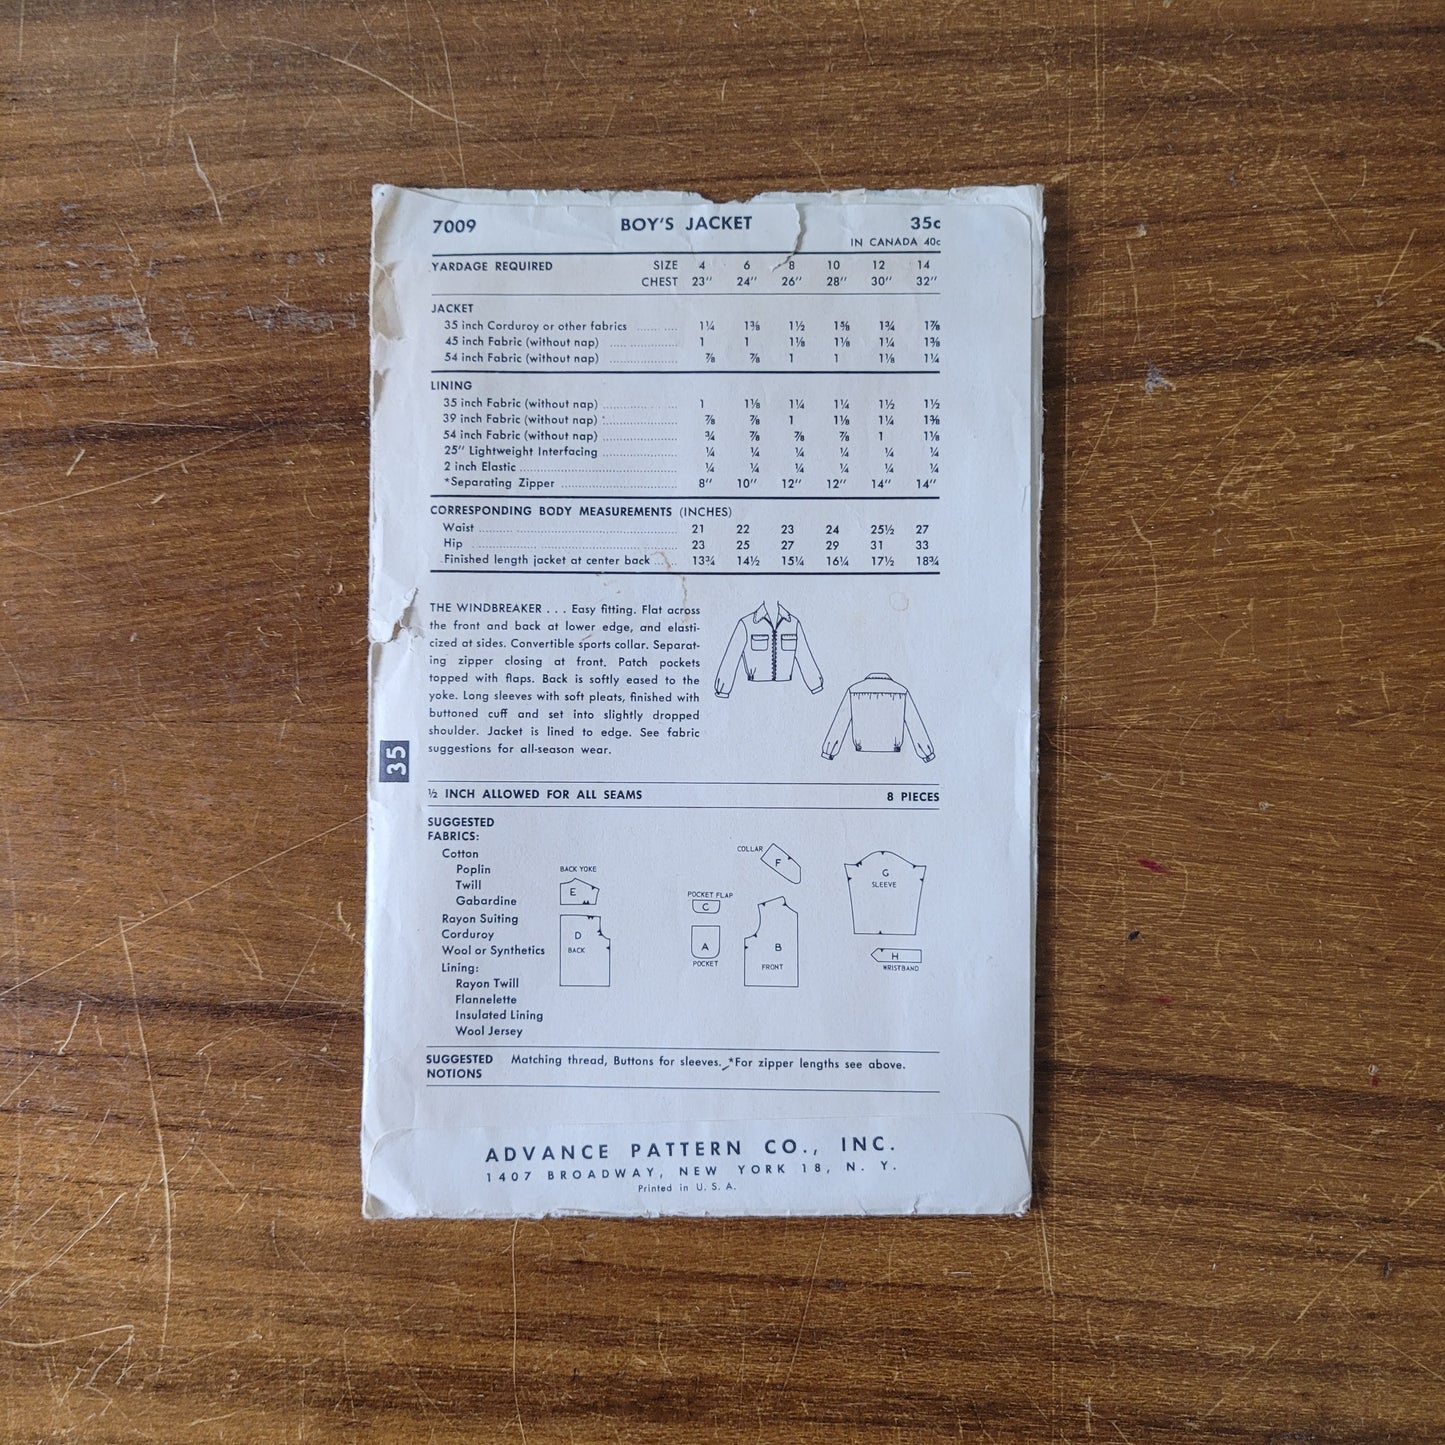 7009 BOY'S JACKET 35c
IN CANADA 40c
YARDAGE REQUIRED SIZE 4 6 8 10 12 14
CHEST 23" 24" 26" 28" 30" 32"
JACKET
35 inch Corduroy or other fabrics ............ 1¼ 1⅜ 1½ 1⅝ 1¾ 1⅞
45 inch Fabric (without nap) .................... 1 1 1⅛ 1⅛ 1¼ 1⅜
54 inch Fabric (without nap) .................... ⅞ ⅞ 1 1 1⅛ 1¼
LINING
35 inch Fabric (without nap) .................... 1 1⅛ 1¼ 1¼ 1½ 1½
39 inch Fabric (without nap) .................... ⅞ ⅞ 1 1⅛ 1¼ 1⅜
54 inch Fabric (without nap) .................... ¾ ⅞ ⅞ ⅞ 1 1⅛
25" Lightweight Interfacing .................... ¼ ¼ ¼ ¼ ¼ ¼
2 inch Elastic ........................................ ¼ ¼ ¼ ¼ ¼ ¼
*Separating Zipper .............................. 8" 10" 12" 12" 14" 14"
CORRESPONDING BODY MEASUREMENTS (INCHES)
Waist .................................................. 21 22 23 24 25½ 27
Hip .................................................... 23 25 27 29 31 33
Finished length jacket at center back ...... 13¾ 14½ 15¼ 16¼ 17½ 18¾
THE WINDBREAKER . . . Easy fitting. Flat across
the front and back at lower edge, and elasti-
cized at sides. Convertible sports collar. Separat-
ing zipper closing at front. Patch pockets
topped with flaps. Back is softly eased to the
yoke. Long sleeves with soft pleats, finished with
buttoned cuff and set into slightly dropped
shoulder. Jacket is lined to edge. See fabric
suggestions for all-season wear.
35
½ INCH ALLOWED FOR ALL SEAMS 8 PIECES
SUGGESTED
FABRICS:
Cotton
Poplin
Twill
Gabardine
Rayon Suiting
Corduroy
Wool or Synthetics
Lining:
Rayon Twill
Flannelette
Insulated Lining
Wool Jersey
BACK YOKE
E
D
BACK
POCKET FLAP
C
A
POCKET
COLLAR
F
B
FRONT
G
SLEEVE
H
WRISTBAND
SUGGESTED Matching thread, Buttons for sleeves. *For zipper lengths see above.
NOTIONS
ADVANCE PATTERN CO., INC.
1407 BROADWAY, NEW YORK 18, N. Y.
Printed in U. S. A.